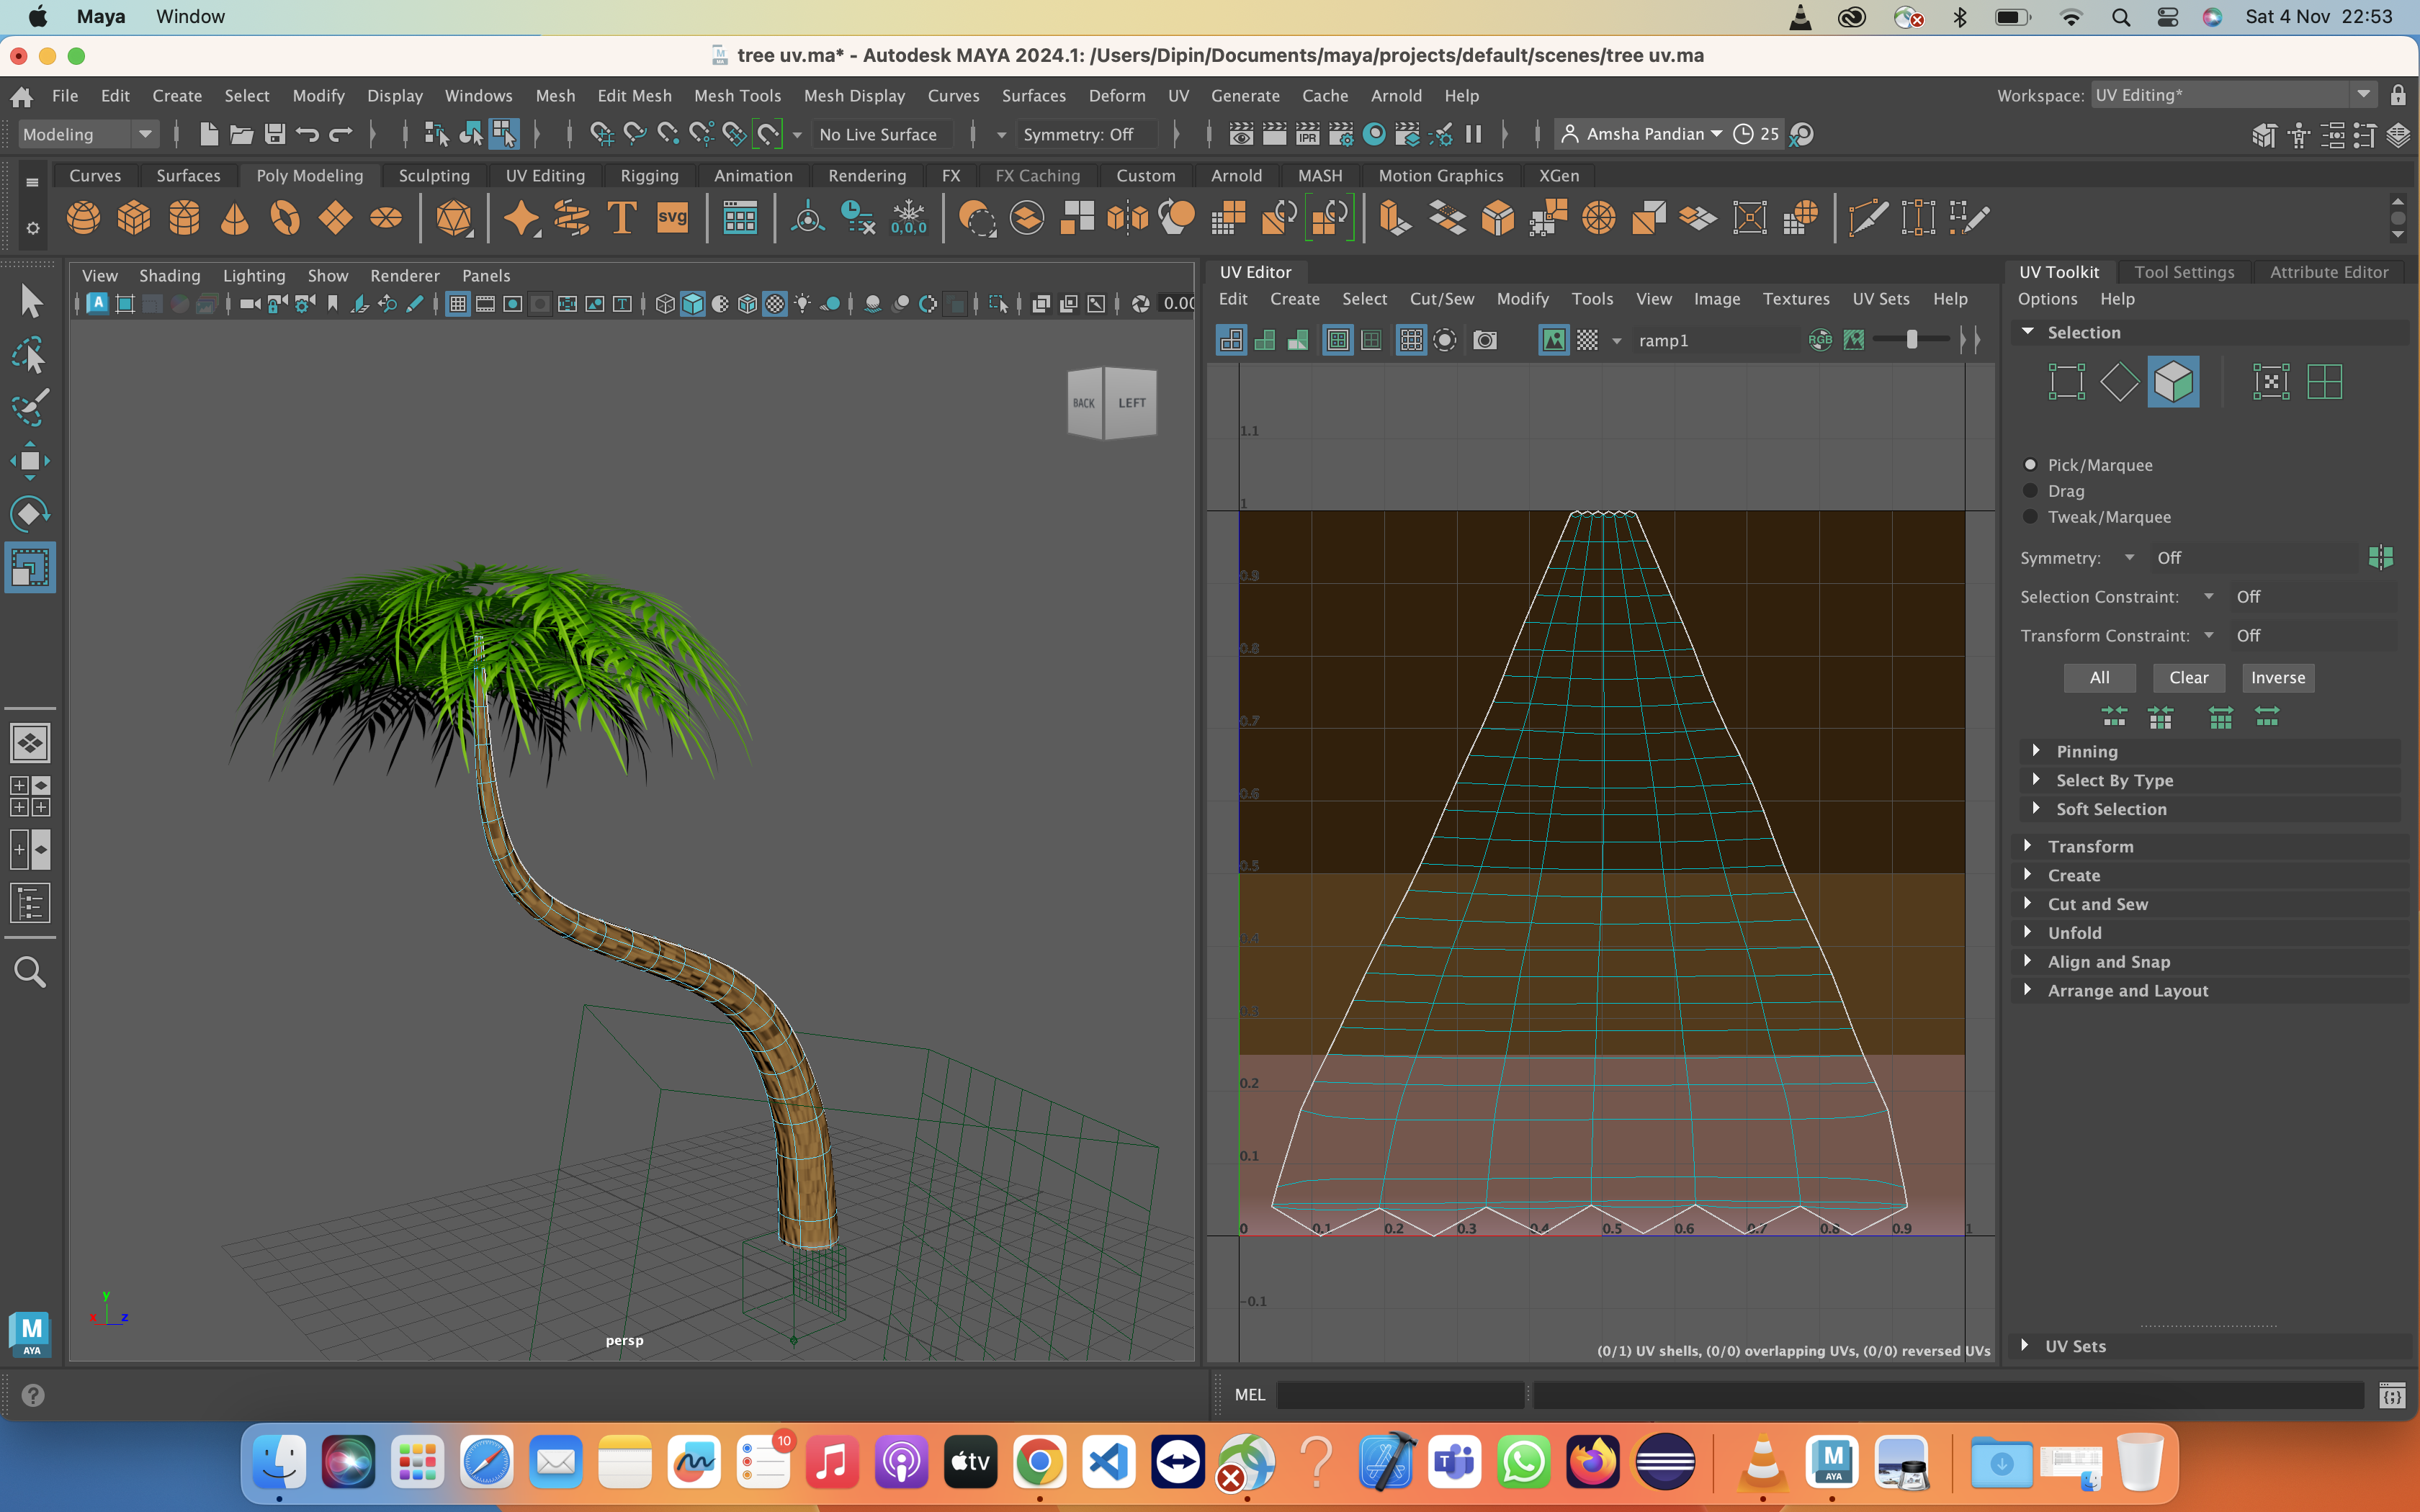 Maya Window Sat 4 Nov 22:53
tree uv.ma* - Autodesk MAYA 2024.1: /Users/Dipin/Documents/maya/projects/default/scenes/tree uv.ma
File Edit Create Select Modify Display Windows Mesh Edit Mesh Mesh Tools Mesh Display Curves Surfaces Deform UV Generate Cache Arnold Help Workspace: UV Editing*
Modeling No Live Surface Symmetry: Off IPR Amsha Pandian 25
Curves Surfaces Poly Modeling Sculpting UV Editing Rigging Animation Rendering FX FX Caching Custom Arnold MASH Motion Graphics XGen
T svg 0,0,0
View Shading Lighting Show Renderer Panels
A T 0.00
BACK LEFT
y
x z
persp
UV Editor
Edit Create Select Cut/Sew Modify Tools View Image Textures UV Sets Help
ramp1 RGB
1.1
1
0.9
0.8
0.7
0.6
0.5
0.4
0.3
0.2
0.1
0 0.1 0.2 0.3 0.4 0.5 0.6 0.7 0.8 0.9 1
-0.1
(0/1) UV shells, (0/0) overlapping UVs, (0/0) reversed UVs
UV Toolkit Tool Settings Attribute Editor
Options Help
Selection
Pick/Marquee
Drag
Tweak/Marquee
Symmetry: Off
Selection Constraint: Off
Transform Constraint: Off
All Clear Inverse
Pinning
Select By Type
Soft Selection
Transform
Create
Cut and Sew
Unfold
Align and Snap
Arrange and Layout
UV Sets
M
AYA
? MEL {;}
10
tv
M
AYA